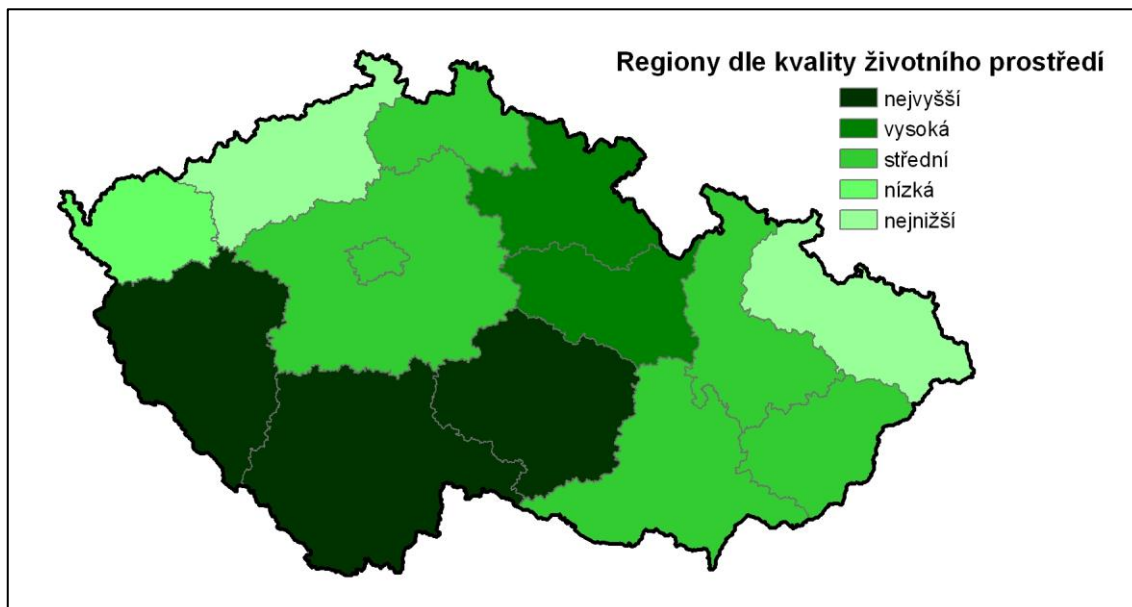 Regiony dle kvality životního prostředí
nejvyšší
vysoká
střední
nízká
nejnižší